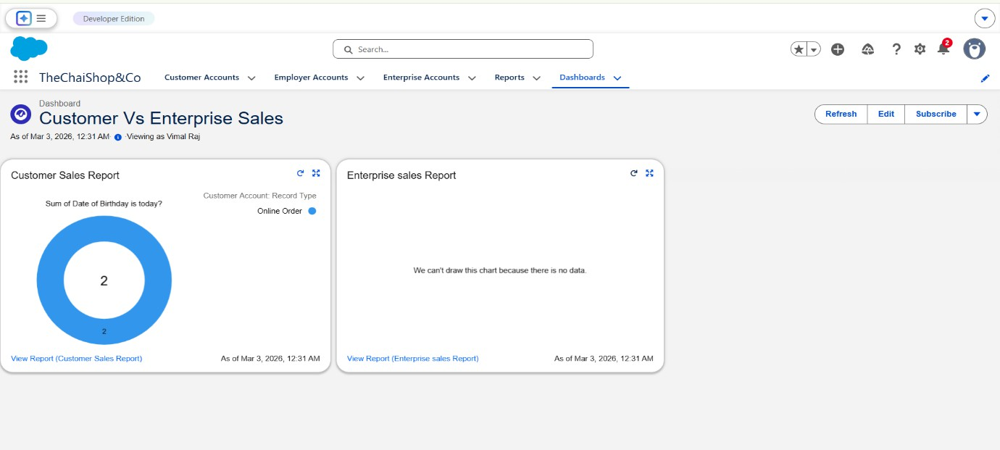 Developer Edition
Search...
2
TheChaiShop&Co
Customer Accounts
Employer Accounts
Enterprise Accounts
Reports
Dashboards
Dashboard
Customer Vs Enterprise Sales
Refresh
Edit
Subscribe
As of Mar 3, 2026, 12:31 AM·Viewing as Vimal Raj
Customer Sales Report
Customer Account: Record Type
Sum of Date of Birthday is today?
Online Order
2
2
View Report (Customer Sales Report)
As of Mar 3, 2026, 12:31 AM
Enterprise sales Report
We can't draw this chart because there is no data.
View Report (Enterprise sales Report)
As of Mar 3, 2026, 12:31 AM